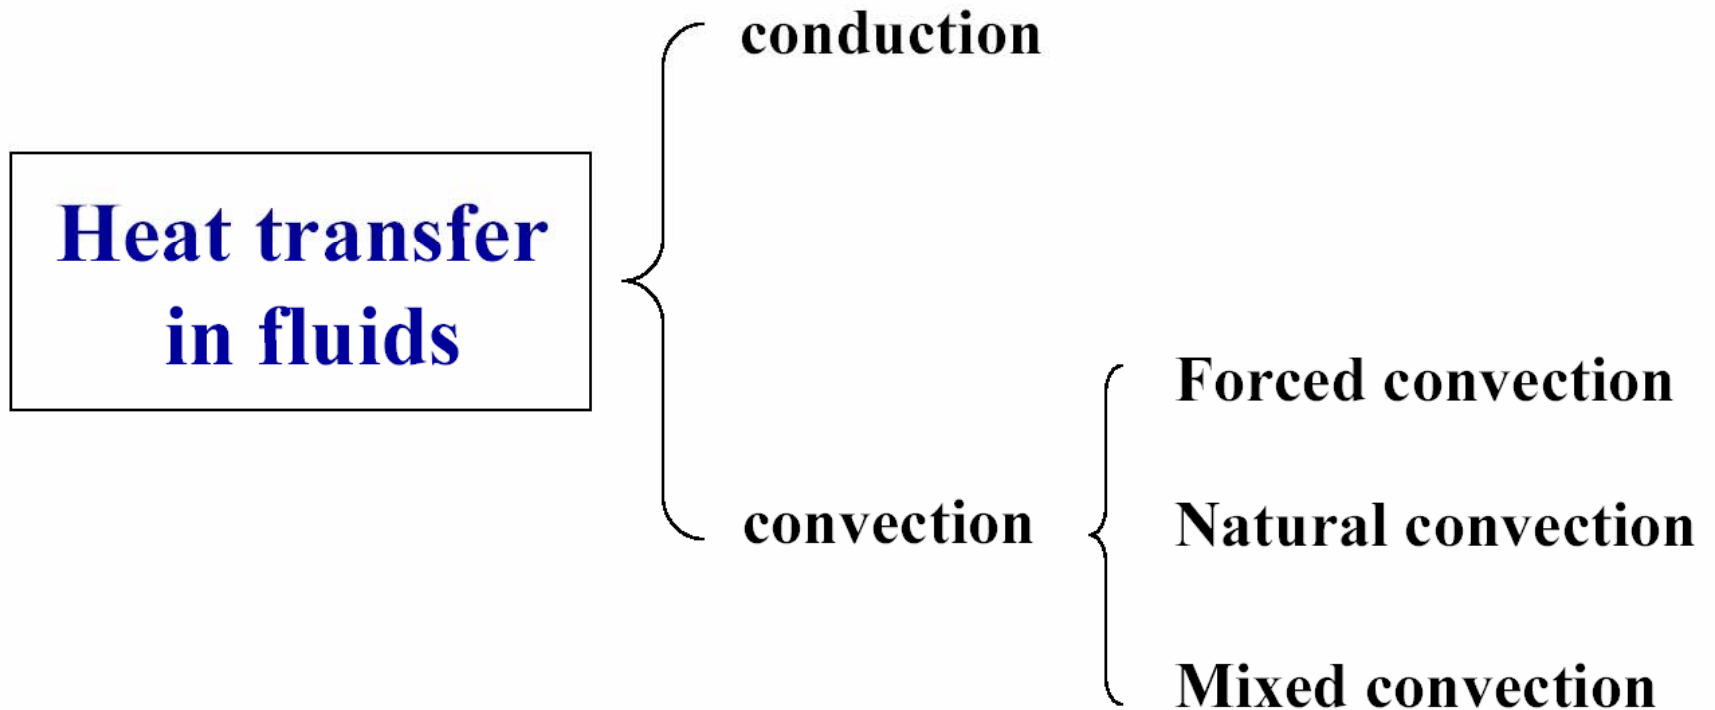 conduction
Heat transfer
in fluids
convection
Forced convection
Natural convection
Mixed convection